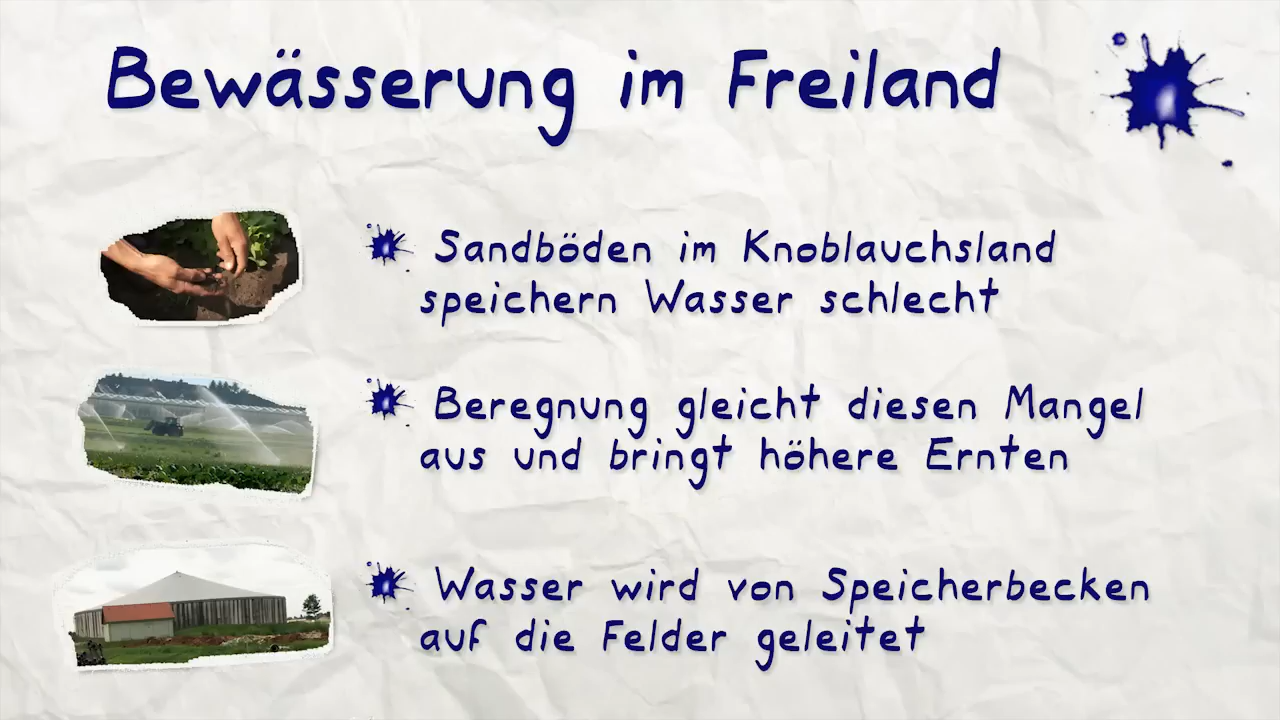 Bewässerung im Freiland
Sandböden im Knoblauchsland
speichern Wasser schlecht
Beregnung gleicht diesen Mangel
aus und bringt höhere Ernten
Wasser wird von Speicherbecken
auf die Felder geleitet